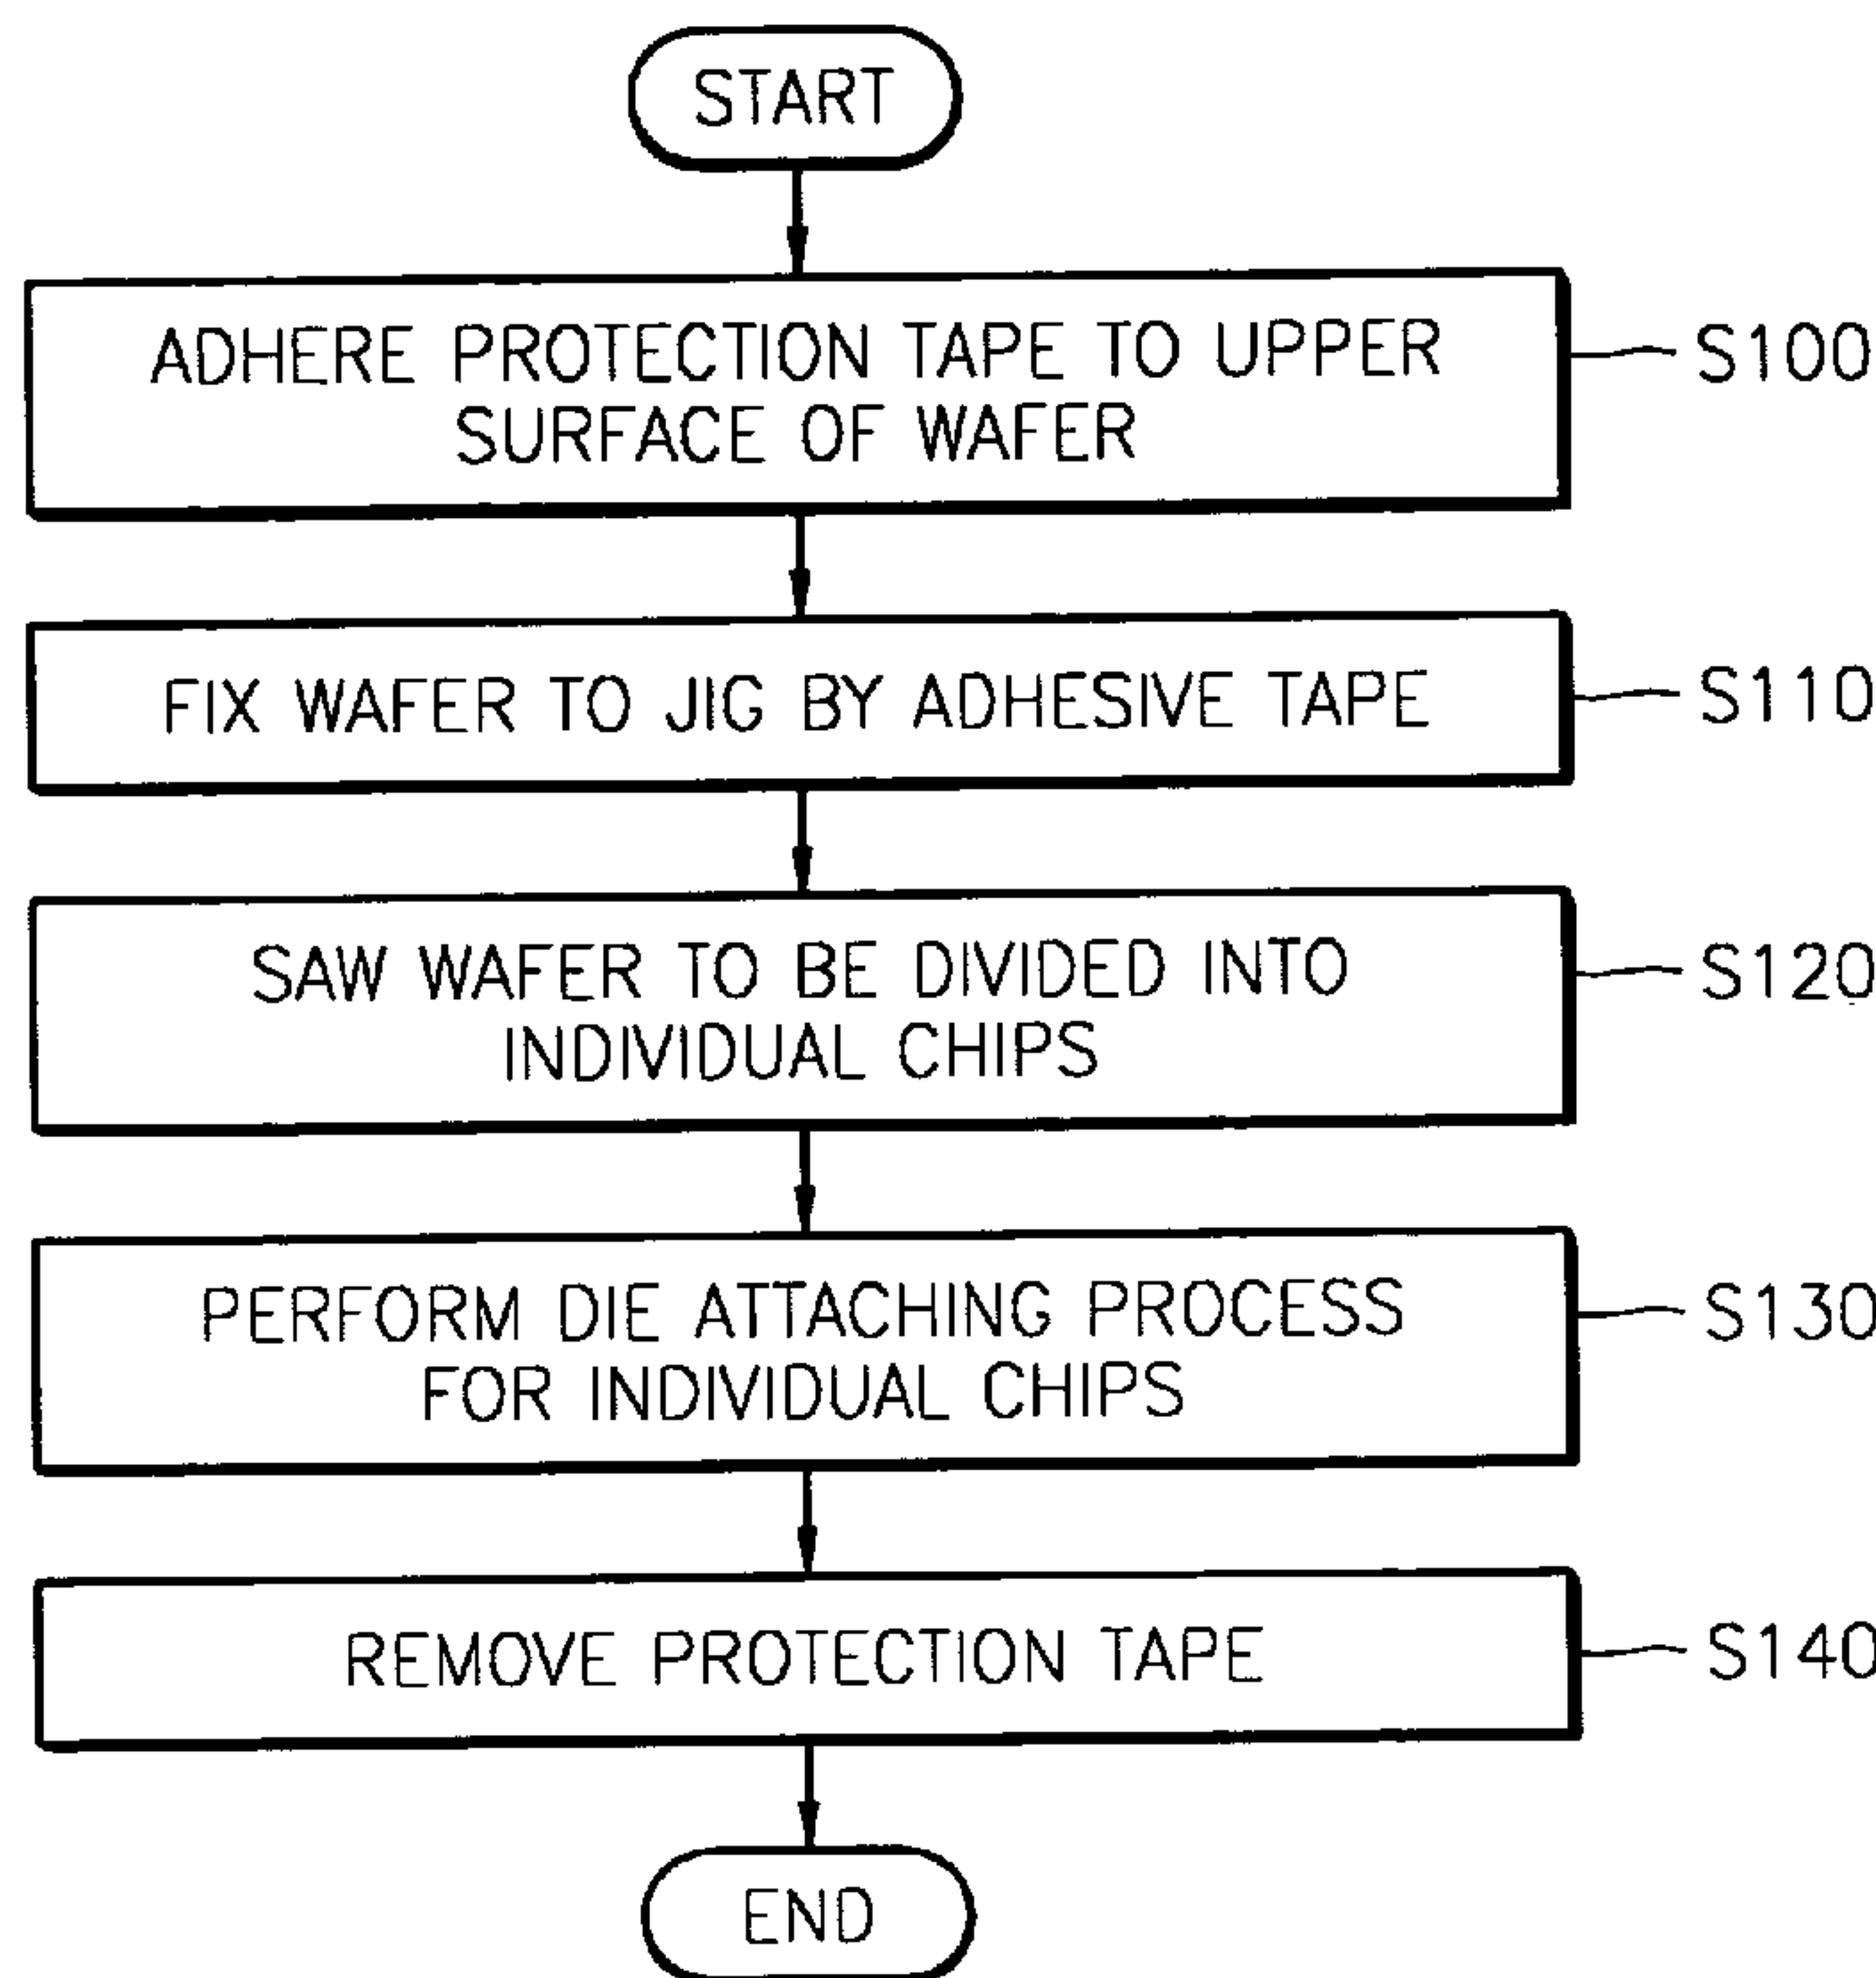 START
ADHERE PROTECTION TAPE TO UPPER
SURFACE OF WAFER
S100
FIX WAFER TO JIG BY ADHESIVE TAPE
S110
SAW WAFER TO BE DIVIDED INTO
INDIVIDUAL CHIPS
S120
PERFORM DIE ATTACHING PROCESS
FOR INDIVIDUAL CHIPS
S130
REMOVE PROTECTION TAPE
S140
END